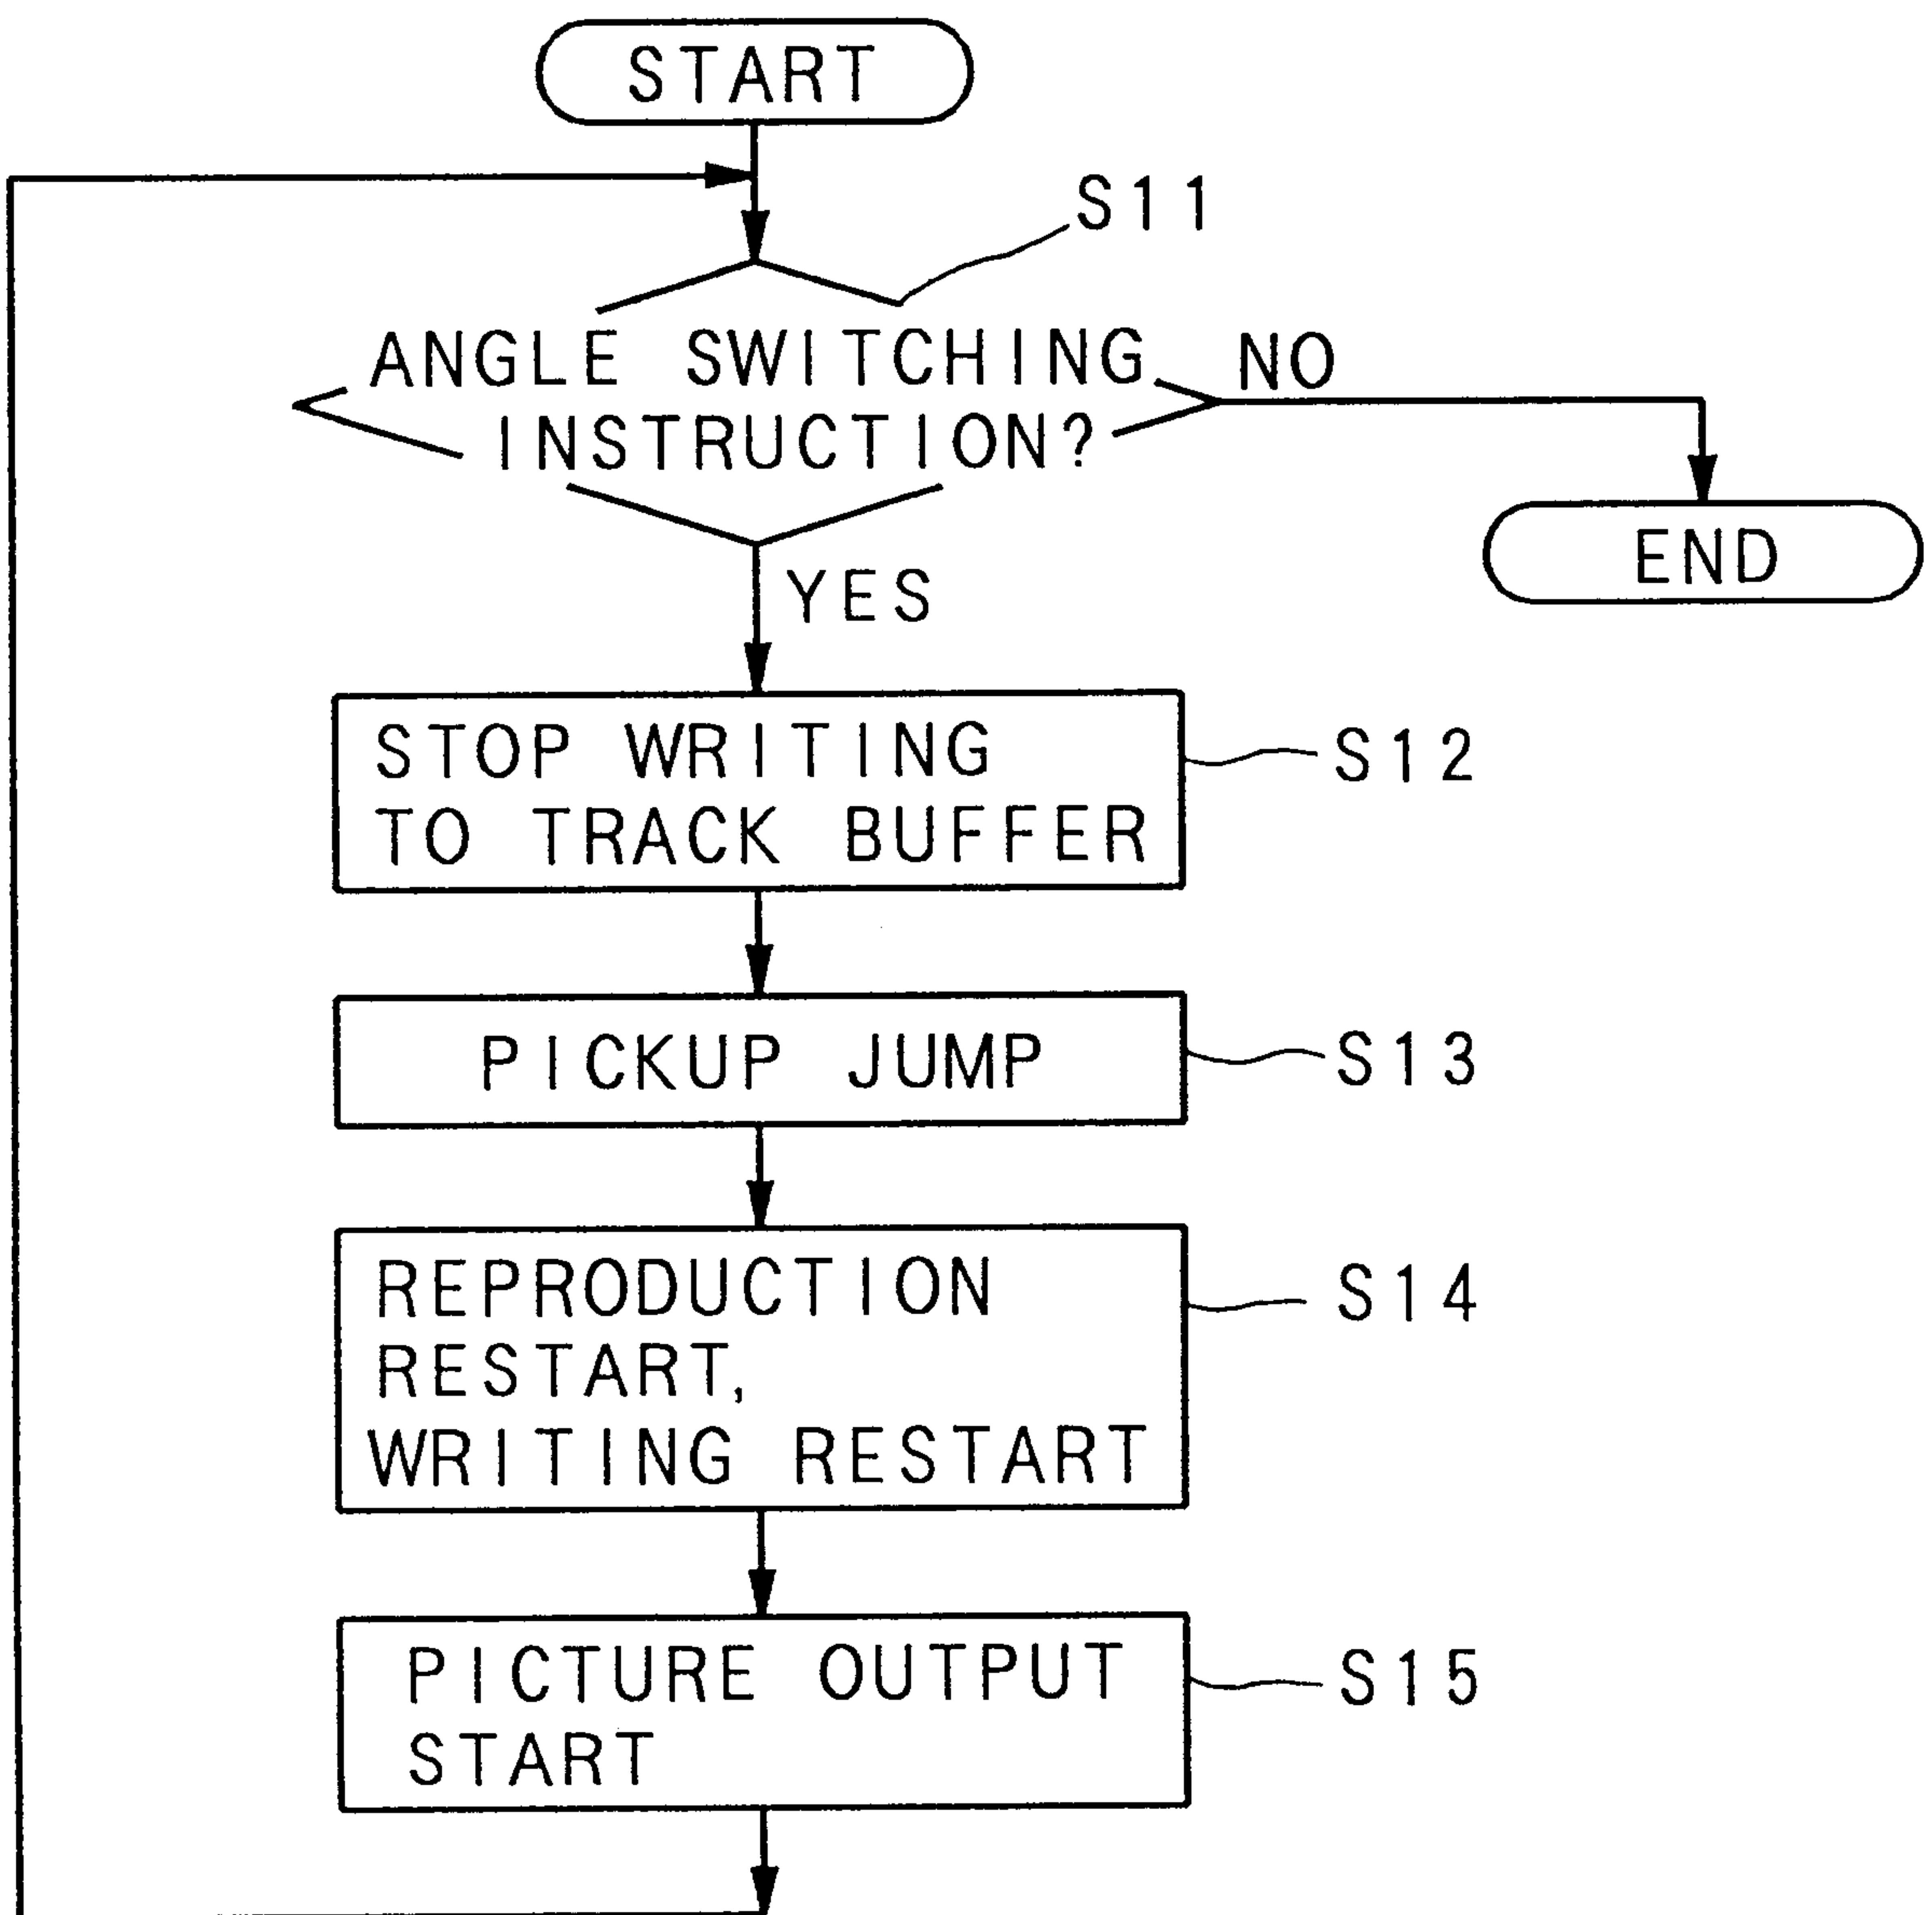 START
S11
ANGLE SWITCHING
INSTRUCTION?
NO
END
YES
STOP WRITING
TO TRACK BUFFER
S12
PICKUP JUMP
S13
REPRODUCTION
RESTART,
WRITING RESTART
S14
PICTURE OUTPUT
START
S15